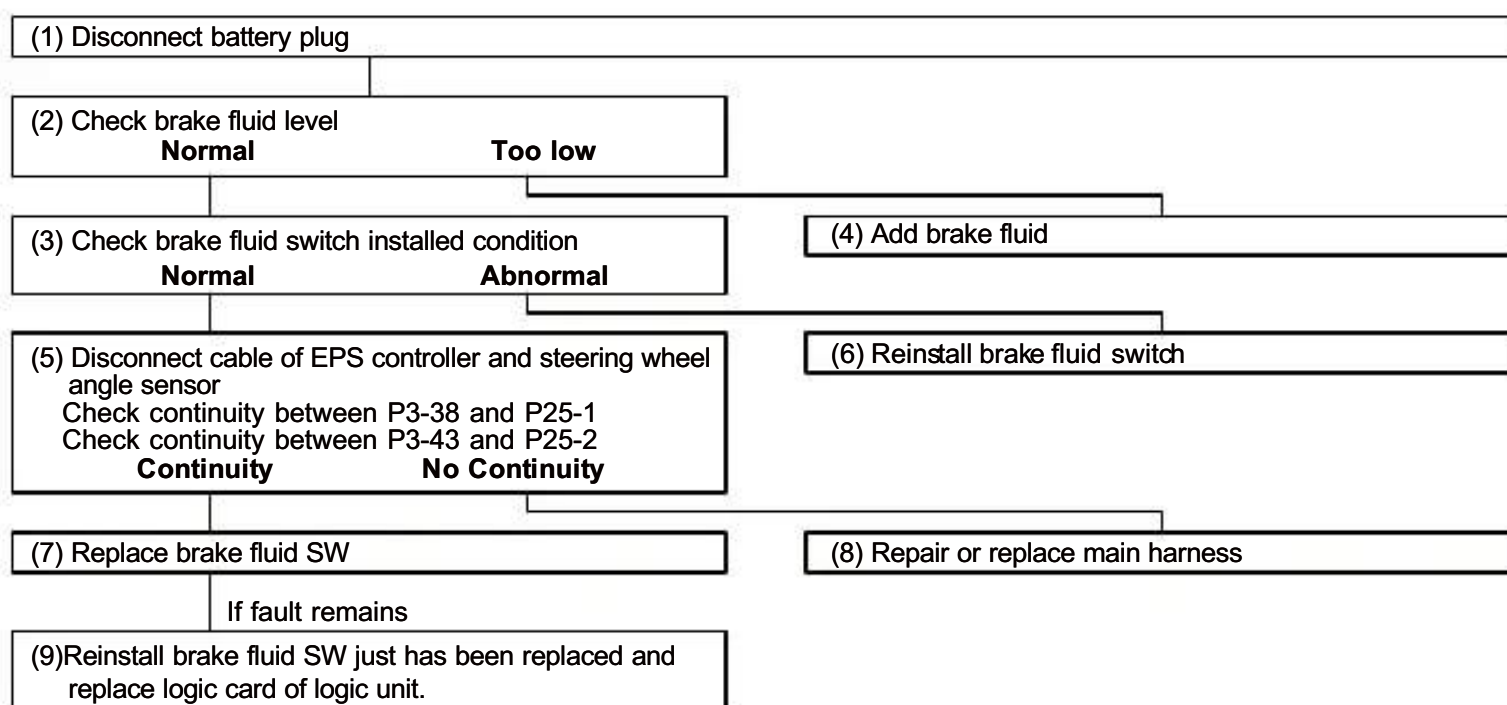 (1) Disconnect battery plug
(2) Check brake fluid level
Normal Too low
(3) Check brake fluid switch installed condition
Normal Abnormal
(4) Add brake fluid
(5) Disconnect cable of EPS controller and steering wheel
angle sensor
Check continuity between P3-38 and P25-1
Check continuity between P3-43 and P25-2
Continuity No Continuity
(6) Reinstall brake fluid switch
(7) Replace brake fluid SW
(8) Repair or replace main harness
If fault remains
(9)Reinstall brake fluid SW just has been replaced and
replace logic card of logic unit.